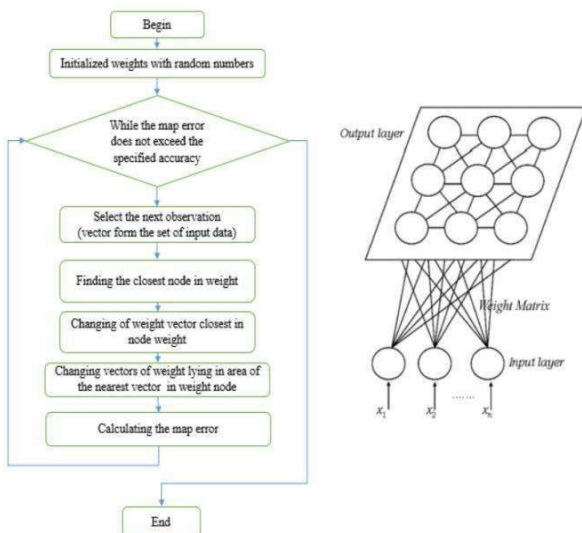 Begin
Initialized weights with random numbers
While the map error
does not exceed the
specified accuracy
Select the next observation
(vector form the set of input data)
Finding the closest node in weight
Changing of weight vector closest in
node weight
Changing vectors of weight lying in area of
the nearest vector in weight node
Calculating the map error
End
Output layer
Weight Matrix
Input layer
.......
X1 X2 Xn